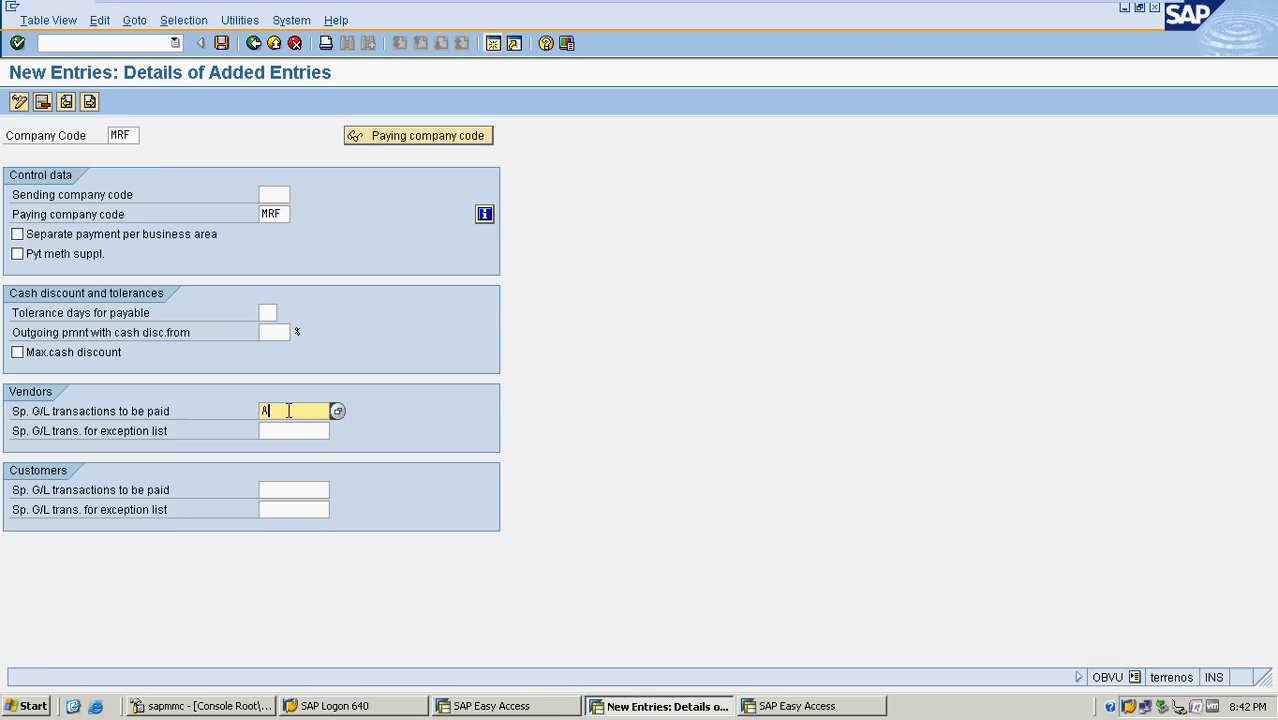 Table View Edit Goto Selection Utilities System Help
SAP
New Entries: Details of Added Entries
Company Code MRF Paying company code
Control data
Sending company code
Paying company code MRF
Separate payment per business area
Pyt meth suppl.
Cash discount and tolerances
Tolerance days for payable
Outgoing pmnt with cash disc.from %
Max.cash discount
Vendors
Sp. G/L transactions to be paid A
Sp. G/L trans. for exception list
Customers
Sp. G/L transactions to be paid
Sp. G/L trans. for exception list
OBVU terrenos INS
Start sapmmc - [Console Root\... SAP Logon 640 SAP Easy Access New Entries: Details o... SAP Easy Access 8:42 PM